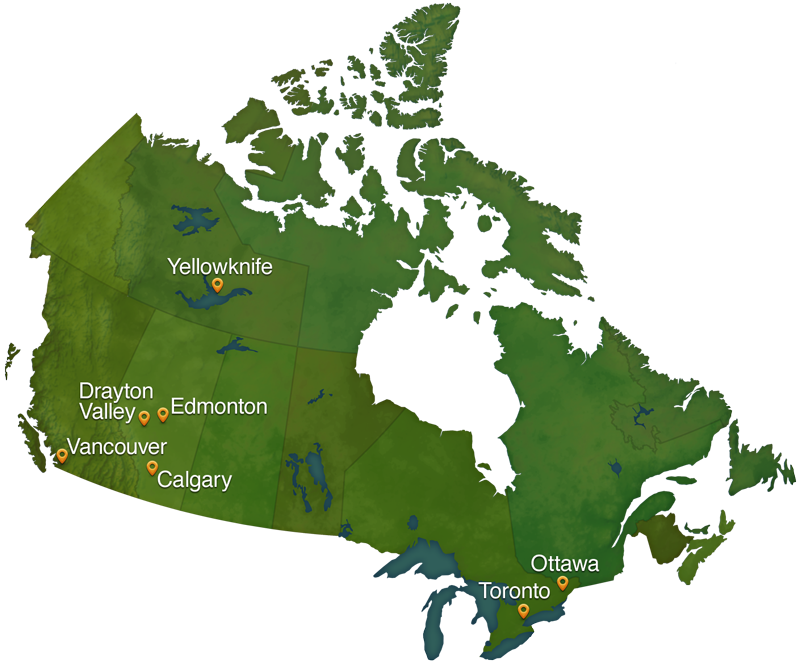 Yellowknife
Drayton
Valley
Edmonton
Vancouver
Calgary
Ottawa
Toronto